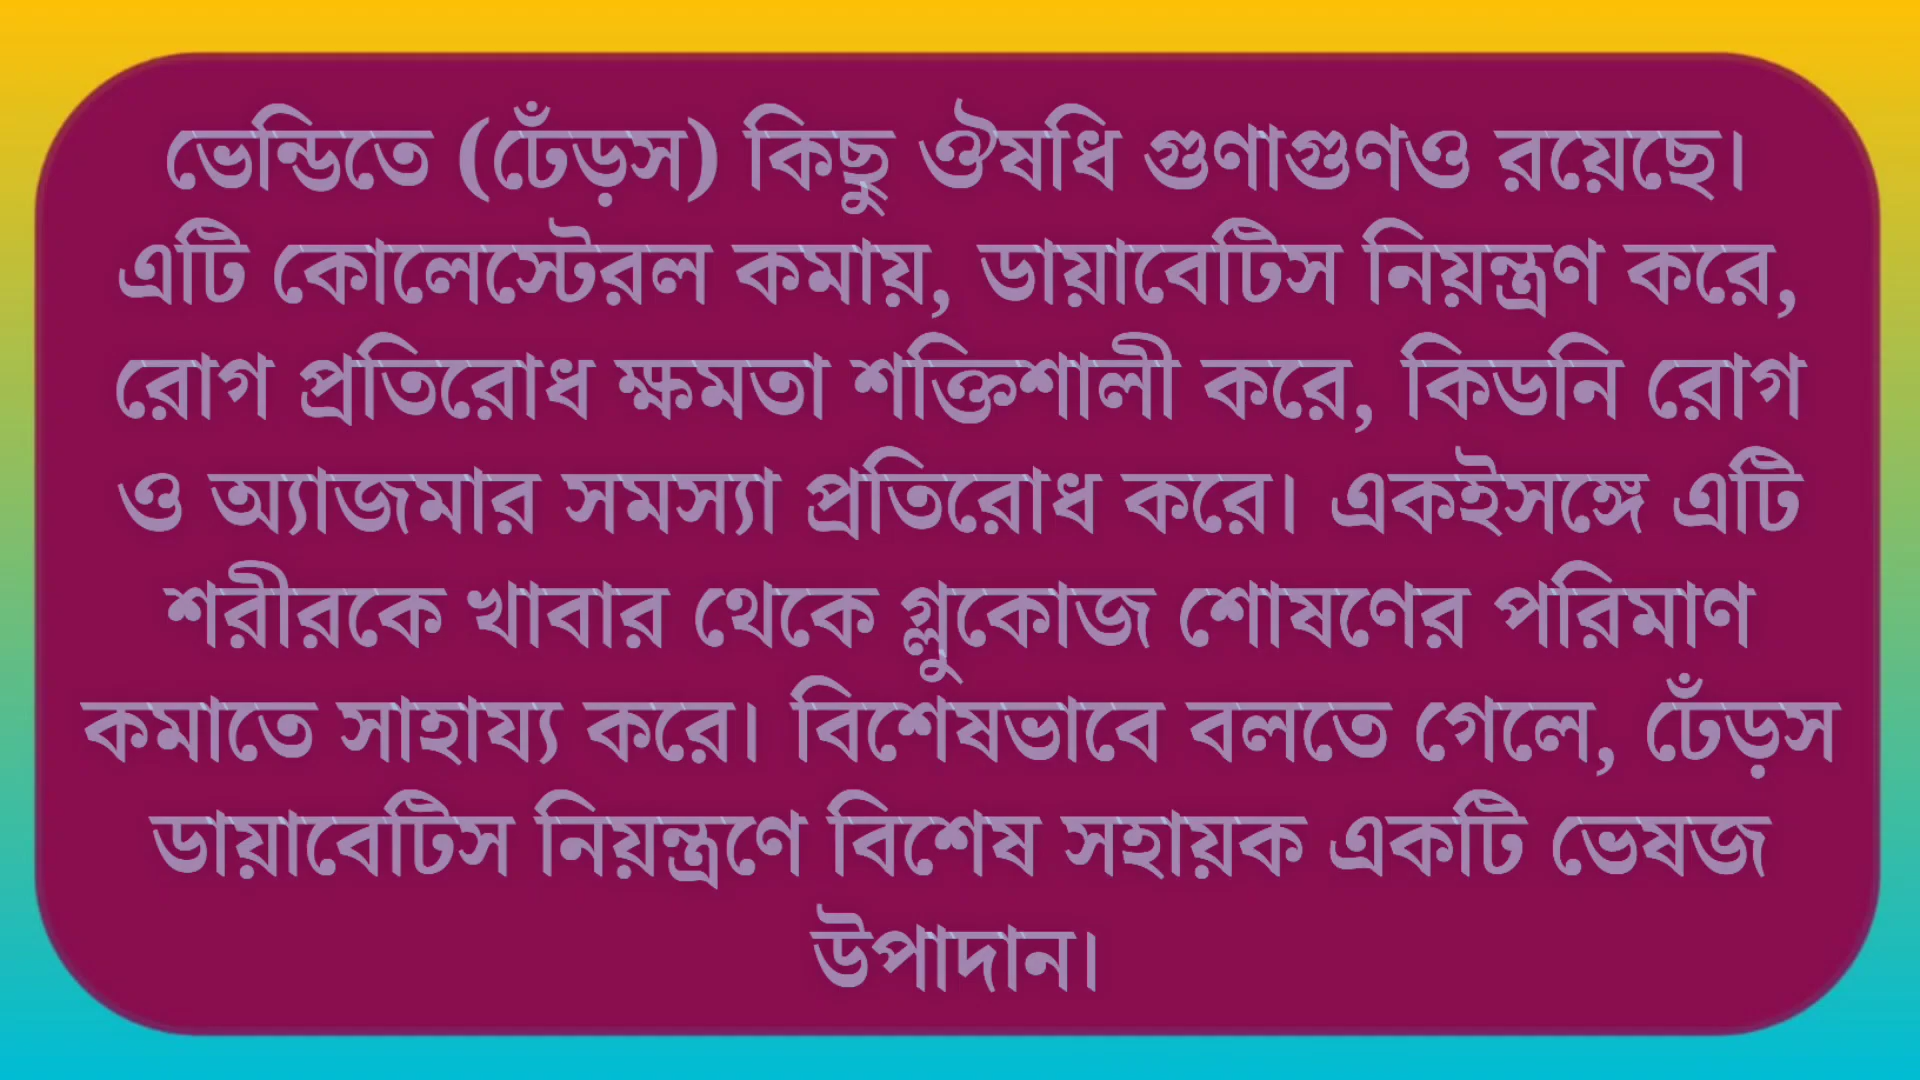 ভেন্ডিতে (ঢেঁড়স) কিছু ঔষধি গুণাগুণও রয়েছে।
এটি কোলেস্টেরল কমায়, ডায়াবেটিস নিয়ন্ত্রণ করে,
রোগ প্রতিরোধ ক্ষমতা শক্তিশালী করে, কিডনি রোগ
ও অ্যাজমার সমস্যা প্রতিরোধ করে। একইসঙ্গে এটি
শরীরকে খাবার থেকে গ্লুকোজ শোষণের পরিমাণ
কমাতে সাহায্য করে। বিশেষভাবে বলতে গেলে, ঢেঁড়স
ডায়াবেটিস নিয়ন্ত্রণে বিশেষ সহায়ক একটি ভেষজ
উপাদান।